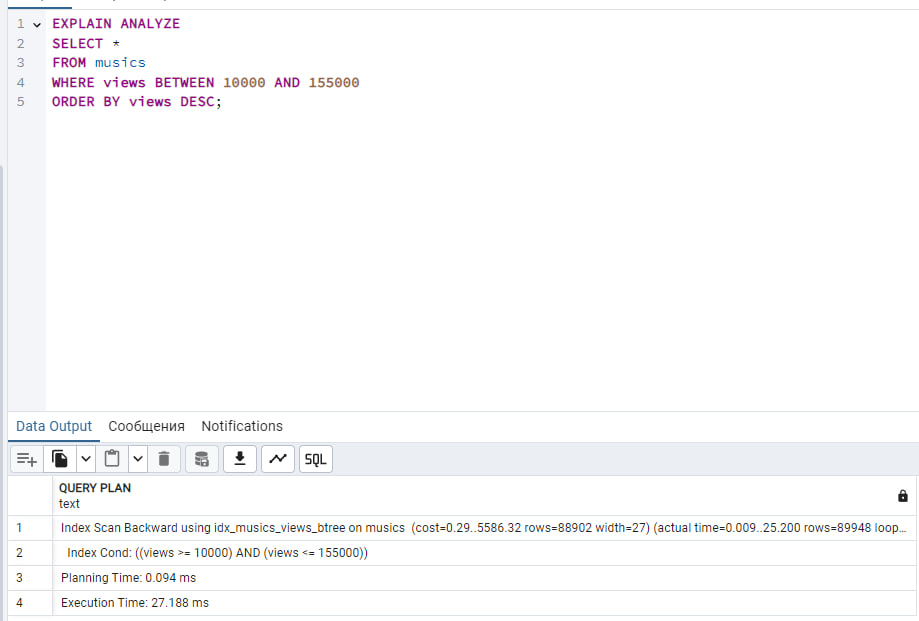 1 EXPLAIN ANALYZE
2 SELECT *
3 FROM musics
4 WHERE views BETWEEN 10000 AND 155000
5 ORDER BY views DESC;
Data Output Сообщения Notifications
SQL
QUERY PLAN
text
1 Index Scan Backward using idx_musics_views_btree on musics (cost=0.29..5586.32 rows=88902 width=27) (actual time=0.009..25.200 rows=89948 loop...
2 Index Cond: ((views >= 10000) AND (views <= 155000))
3 Planning Time: 0.094 ms
4 Execution Time: 27.188 ms